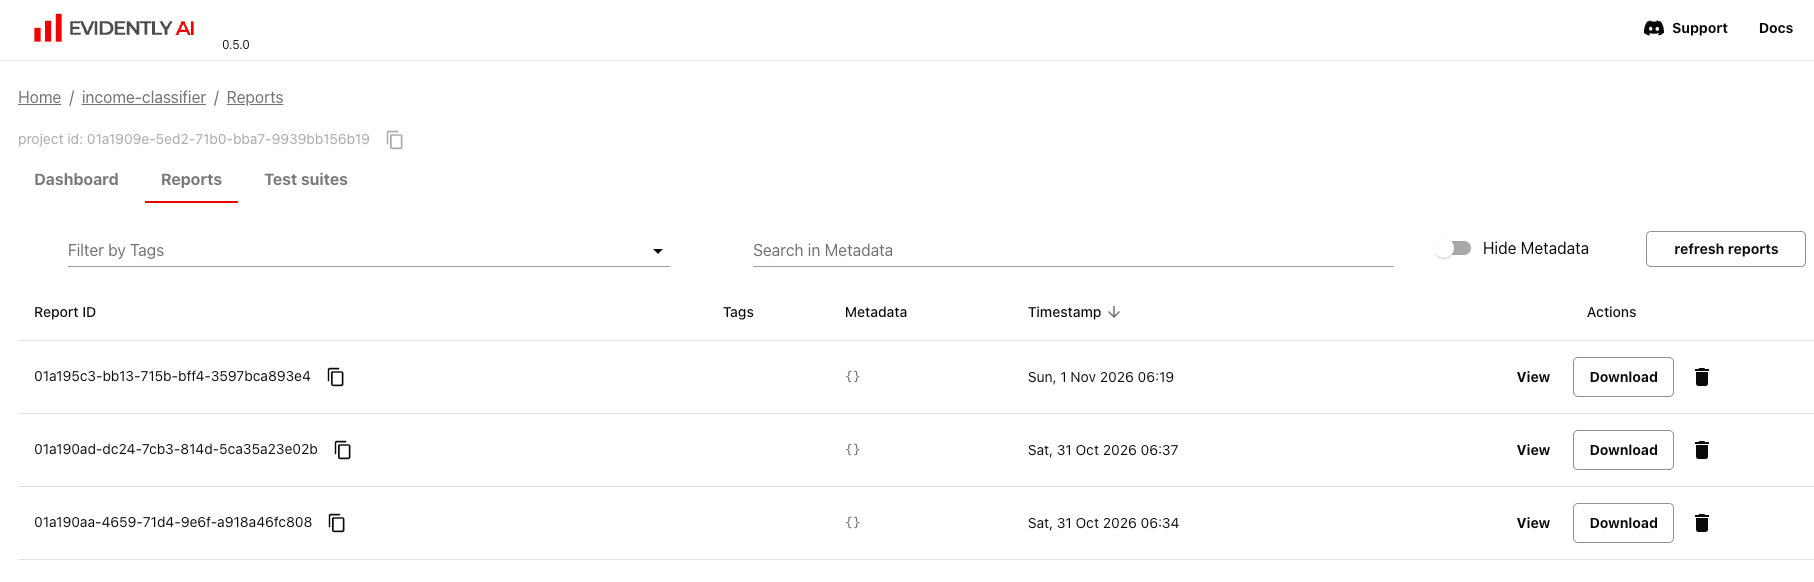 EVIDENTLY AI
0.5.0
Support
Docs
Home / income-classifier / Reports
project id: 01a1909e-5ed2-71b0-bba7-9939bb156b19
Dashboard
Reports
Test suites
Filter by Tags
Search in Metadata
Hide Metadata
refresh reports
Report ID
Tags
Metadata
Timestamp
Actions
01a195c3-bb13-715b-bff4-3597bca893e4
{}
Sun, 1 Nov 2026 06:19
View
Download
01a190ad-dc24-7cb3-814d-5ca35a23e02b
{}
Sat, 31 Oct 2026 06:37
View
Download
01a190aa-4659-71d4-9e6f-a918a46fc808
{}
Sat, 31 Oct 2026 06:34
View
Download